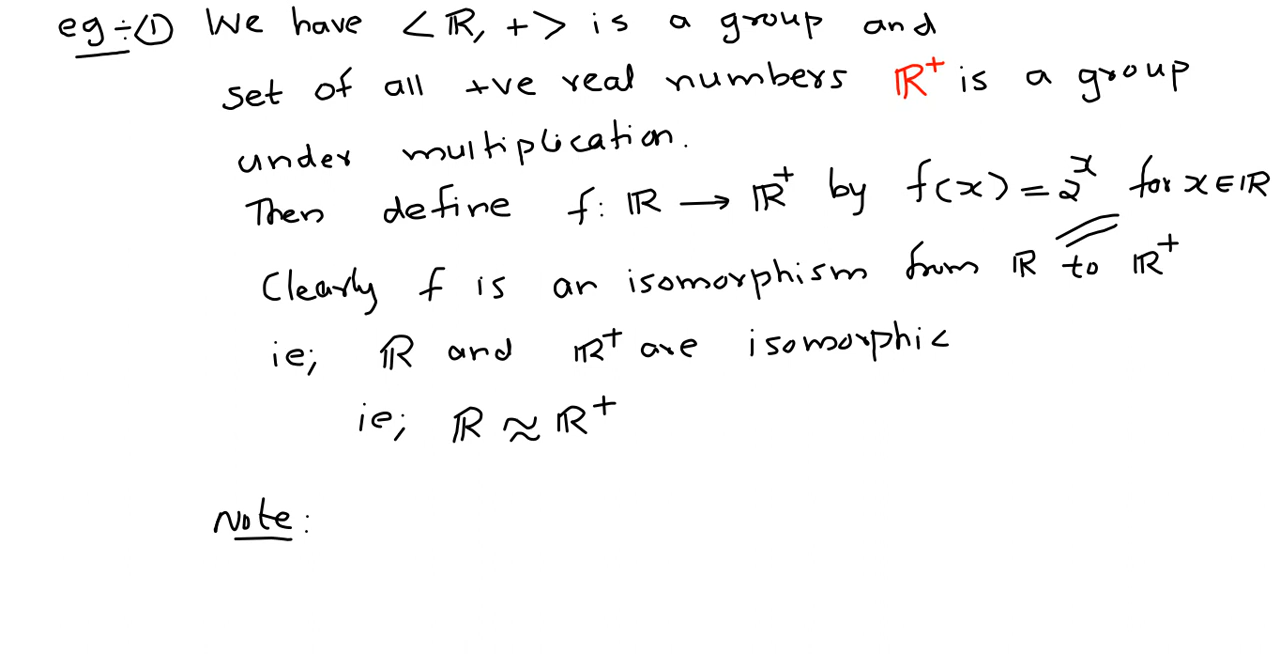 eg:-① We have <ℝ, +> is a group and
set of all +ve real numbers ℝ⁺ is a group
under multiplication.
Then define f: ℝ → ℝ⁺ by f(x) = 2ˣ for x ∈ ℝ
Clearly f is an isomorphism from ℝ to ℝ⁺
ie; ℝ and ℝ⁺ are isomorphic
ie; ℝ ≈ ℝ⁺
Note: